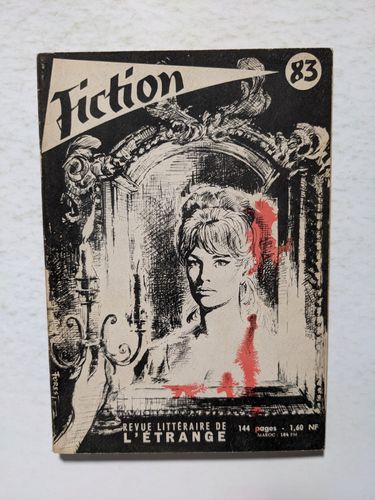 Fiction
83
REVUE LITTÉRAIRE DE
L'ÉTRANGE
144 pages - 1,60 NF
MAROC : 184 FM